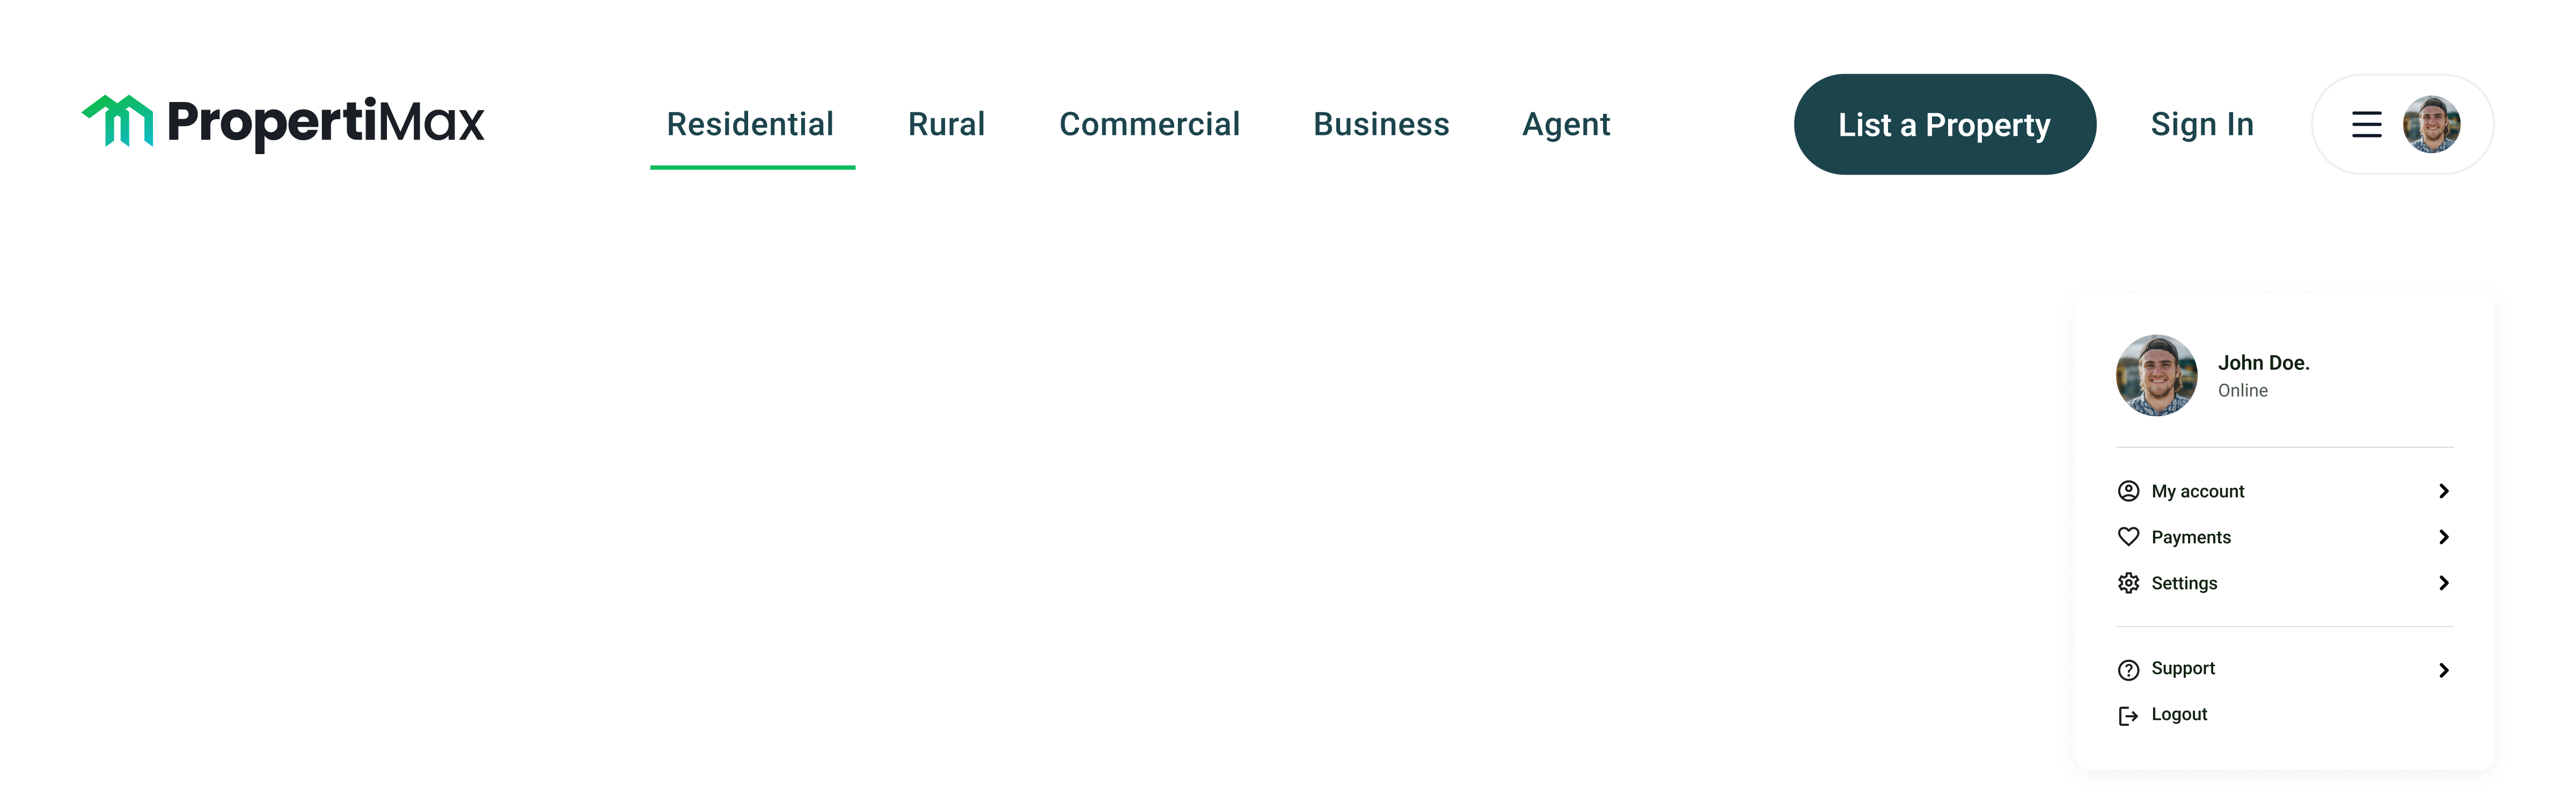 PropertiMax
Residential
Rural
Commercial
Business
Agent
List a Property
Sign In
John Doe.
Online
My account
Payments
Settings
Support
Logout